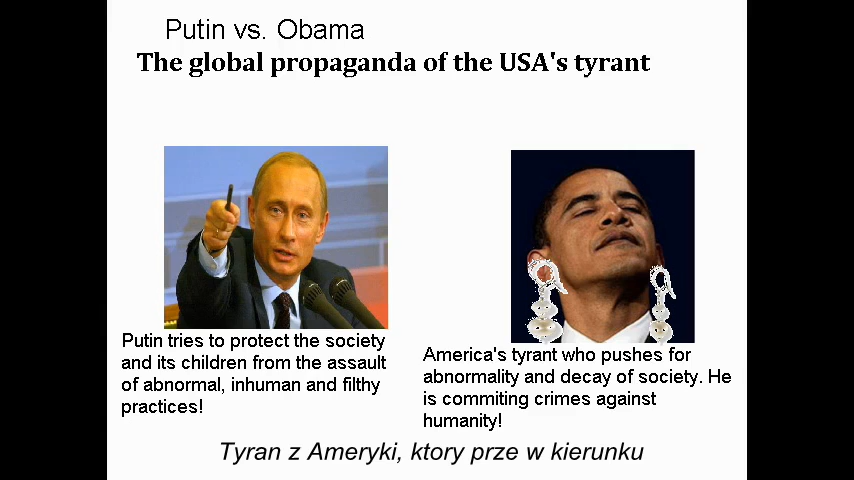 Putin vs. Obama
The global propaganda of the USA's tyrant
Putin tries to protect the society
and its children from the assault
of abnormal, inhuman and filthy
practices!
America's tyrant who pushes for
abnormality and decay of society. He
is commiting crimes against
humanity!
Tyran z Ameryki, ktory prze w kierunku